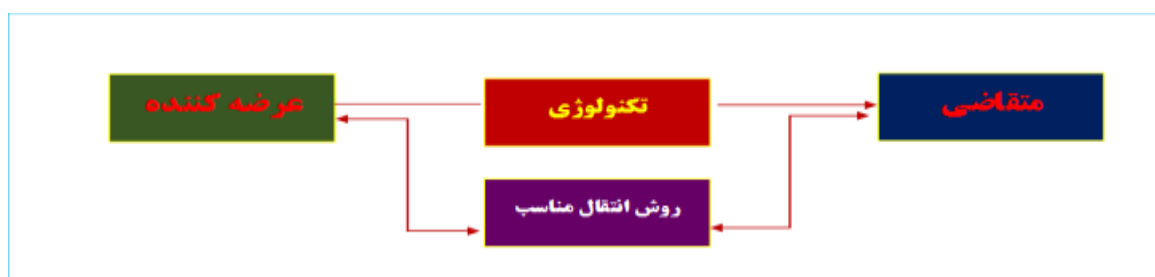 متقاضی
تکنولوژی
عرضه کننده
روش انتقال مناسب